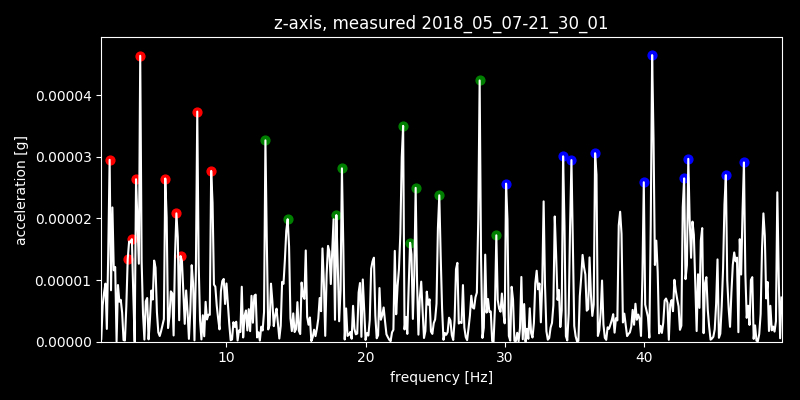 z-axis, measured 2018_05_07-21_30_01
acceleration [g]
0.00004
0.00003
0.00002
0.00001
0.00000
10 20 30 40
frequency [Hz]